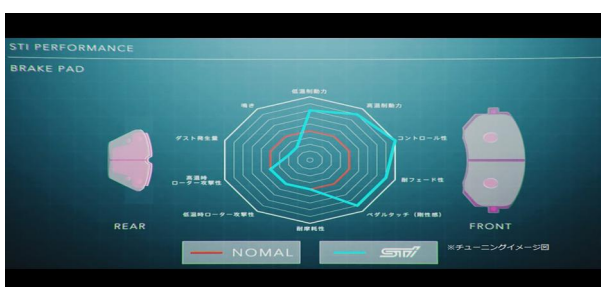 STI PERFORMANCE
BRAKE PAD
低温制動力
鳴き
高温制動力
ダスト発生量
コントロール性
高温時
ローター攻撃性
耐フェード性
低温時ローター攻撃性
ペダルタッチ（剛性感）
耐摩耗性
REAR
FRONT
NOMAL
STI
※チューニングイメージ図